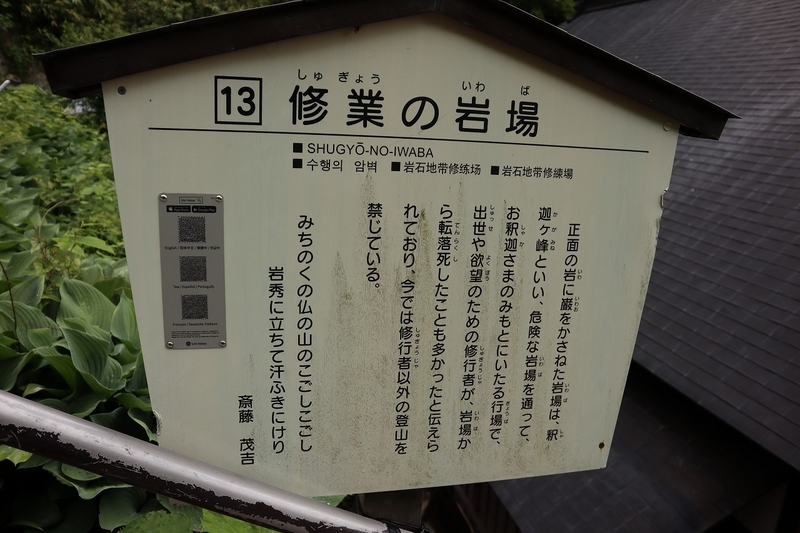 13 修業の岩場
しゅ ぎょう いわ ば
■ SHUGYŌ-NO-IWABA
■ 수행의 암벽 ■ 岩石地帯修练场 ■ 岩石地帯修練場
正面の岩に巌をかさねた岩場は、釈
迦ヶ峰といい、危険な岩場を通って、
お釈迦さまのみもとにいたる行場で、
出世や欲望のための修行者が、岩場か
ら転落死したことも多かったと伝えら
れており、今では修行者以外の登山を
禁じている。
みちのくの仏の山のこごしこごし
岩秀に立ちて汗ふきにけり
斎藤 茂吉